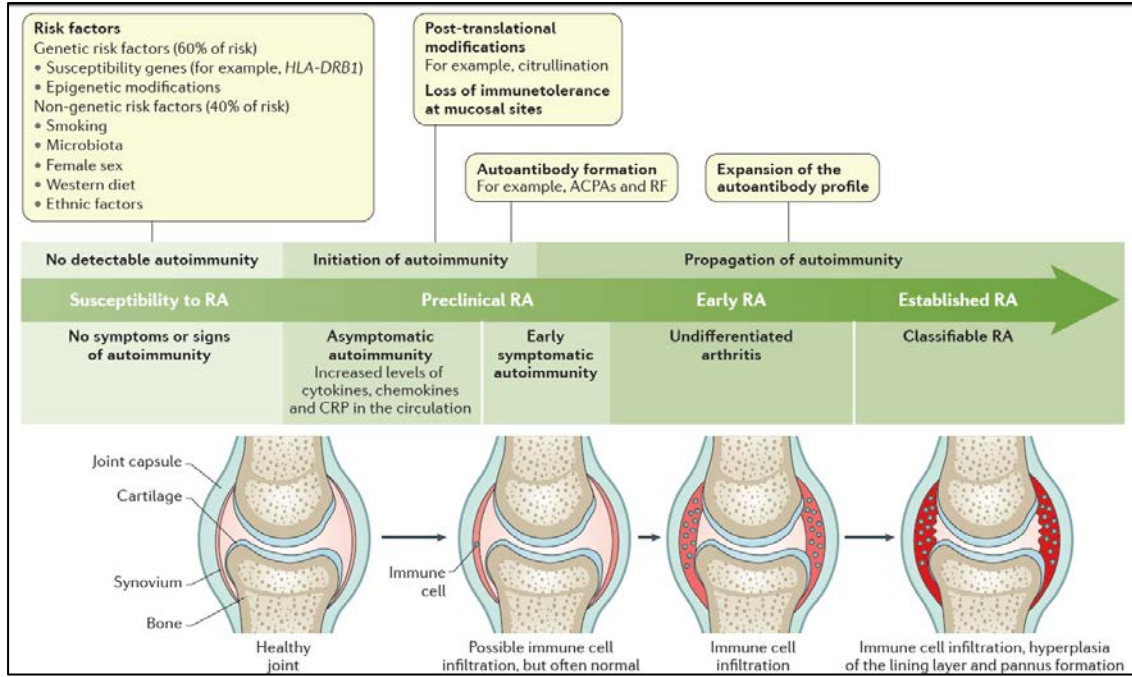 Risk factors
Genetic risk factors (60% of risk)
• Susceptibility genes (for example, HLA-DRB1)
• Epigenetic modifications
Non-genetic risk factors (40% of risk)
• Smoking
• Microbiota
• Female sex
• Western diet
• Ethnic factors
Post-translational
modifications
For example, citrullination
Loss of immunetolerance
at mucosal sites
Autoantibody formation
For example, ACPAs and RF
Expansion of the
autoantibody profile
No detectable autoimmunity
Initiation of autoimmunity
Propagation of autoimmunity
Susceptibility to RA
Preclinical RA
Early RA
Established RA
No symptoms or signs
of autoimmunity
Asymptomatic
autoimmunity
Increased levels of
cytokines, chemokines
and CRP in the circulation
Early
symptomatic
autoimmunity
Undifferentiated
arthritis
Classifiable RA
Joint capsule
Cartilage
Synovium
Bone
Immune
cell
Healthy
joint
Possible immune cell
infiltration, but often normal
Immune cell
infiltration
Immune cell infiltration, hyperplasia
of the lining layer and pannus formation